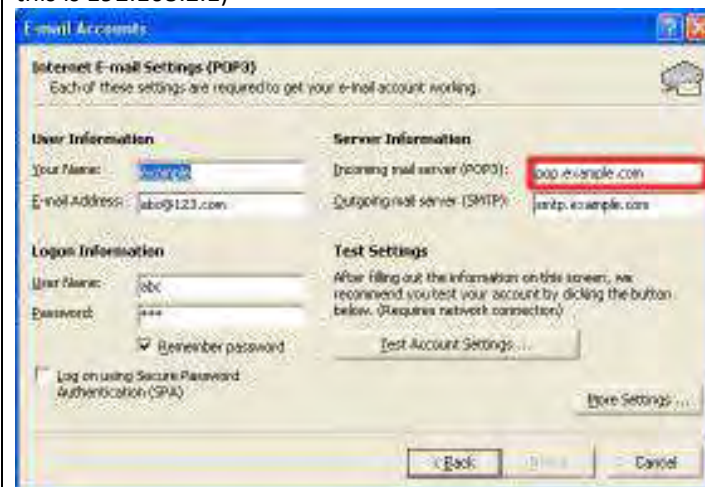 E-mail Accounts
Internet E-mail Settings (POP3)
Each of these settings are required to get your e-mail account working.
User Information
Your Name: example
E-mail Address: abc@123.com
Server Information
Incoming mail server (POP3): pop.example.com
Outgoing mail server (SMTP): smtp.example.com
Logon Information
User Name: abc
Password: ***
Remember password
Log on using Secure Password
Authentication (SPA)
Test Settings
After filling out the information on this screen, we
recommend you test your account by clicking the button
below. (Requires network connection)
Test Account Settings ...
More Settings ...
< Back
Cancel